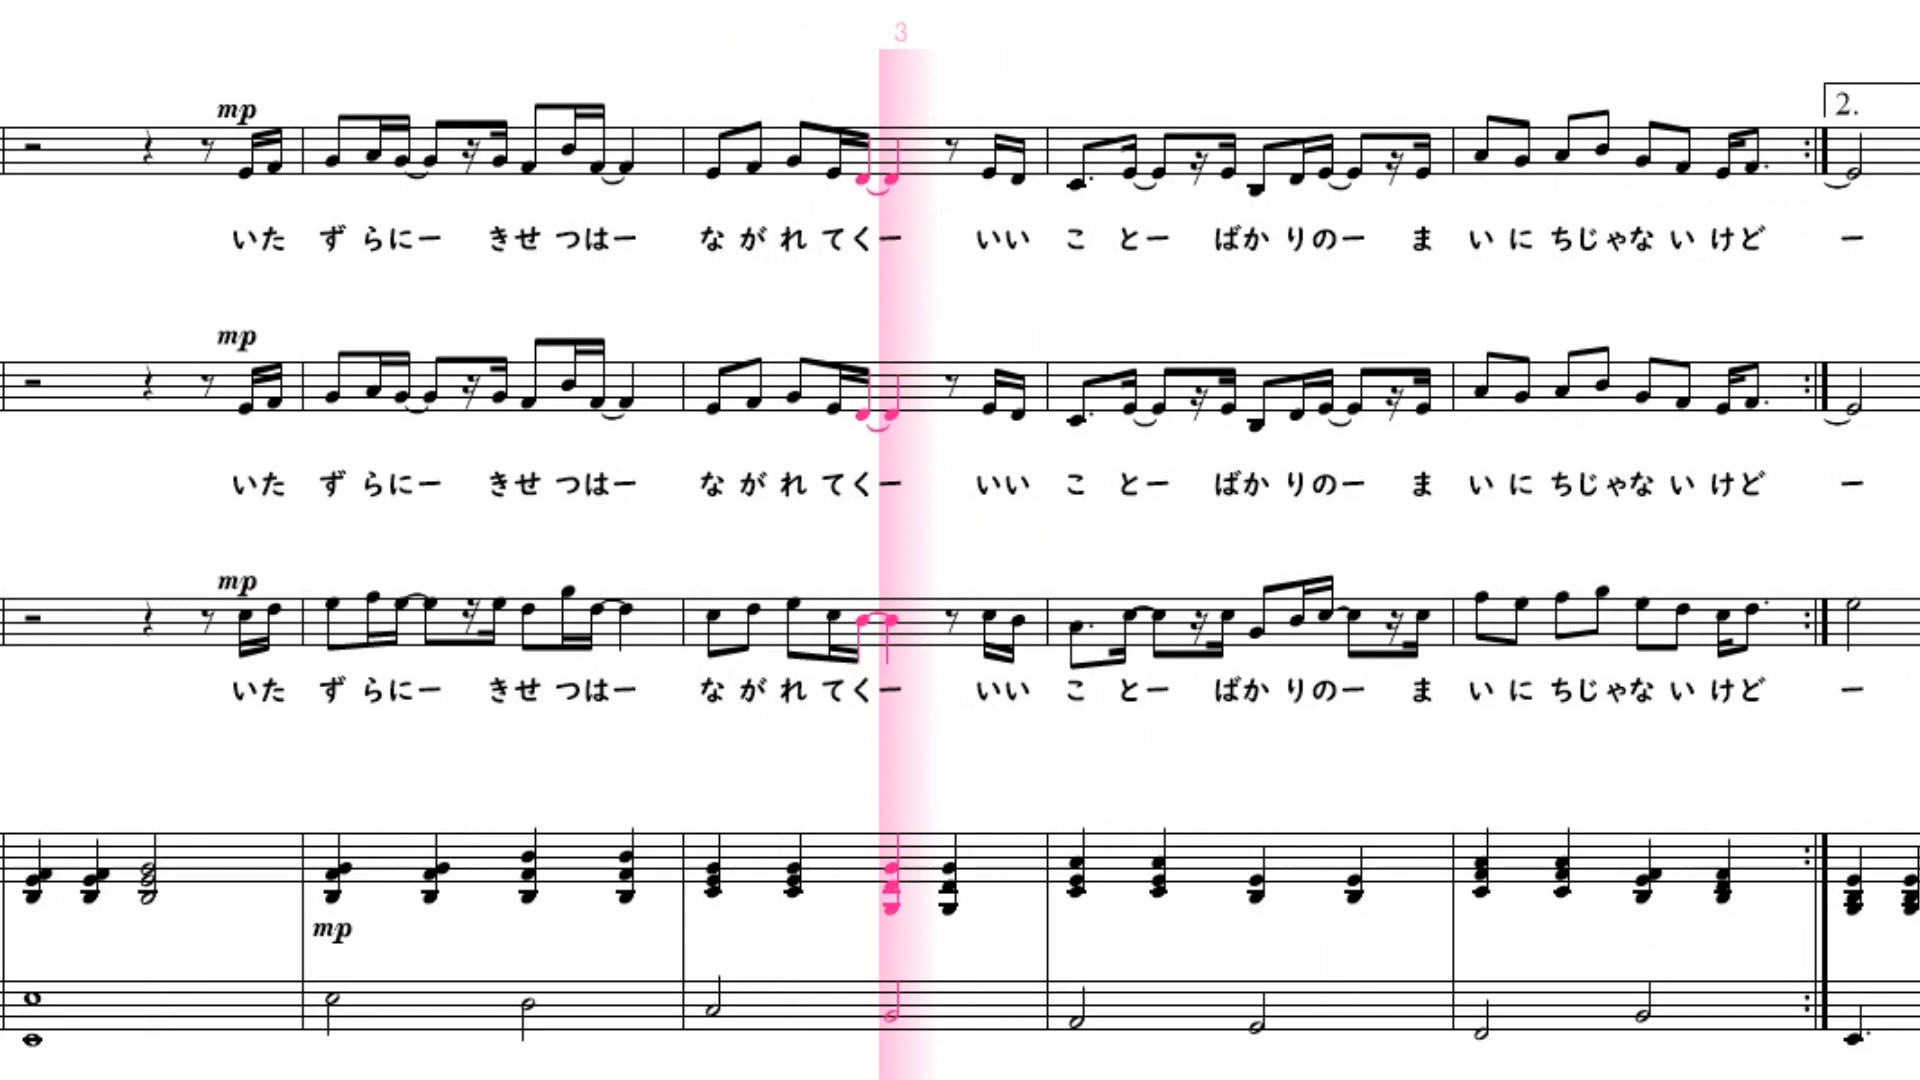 3
mp
2.
いた ず らにー きせ つはー な が れ てくー いい こ とー ばか りのー ま い に ちじゃな い けど ー
mp
いた ず らにー きせ つはー な が れ てくー いい こ とー ばか りのー ま い に ちじゃな い けど ー
mp
いた ず らにー きせ つはー な が れ てくー いい こ とー ばか りのー ま い に ちじゃな い けど ー
mp